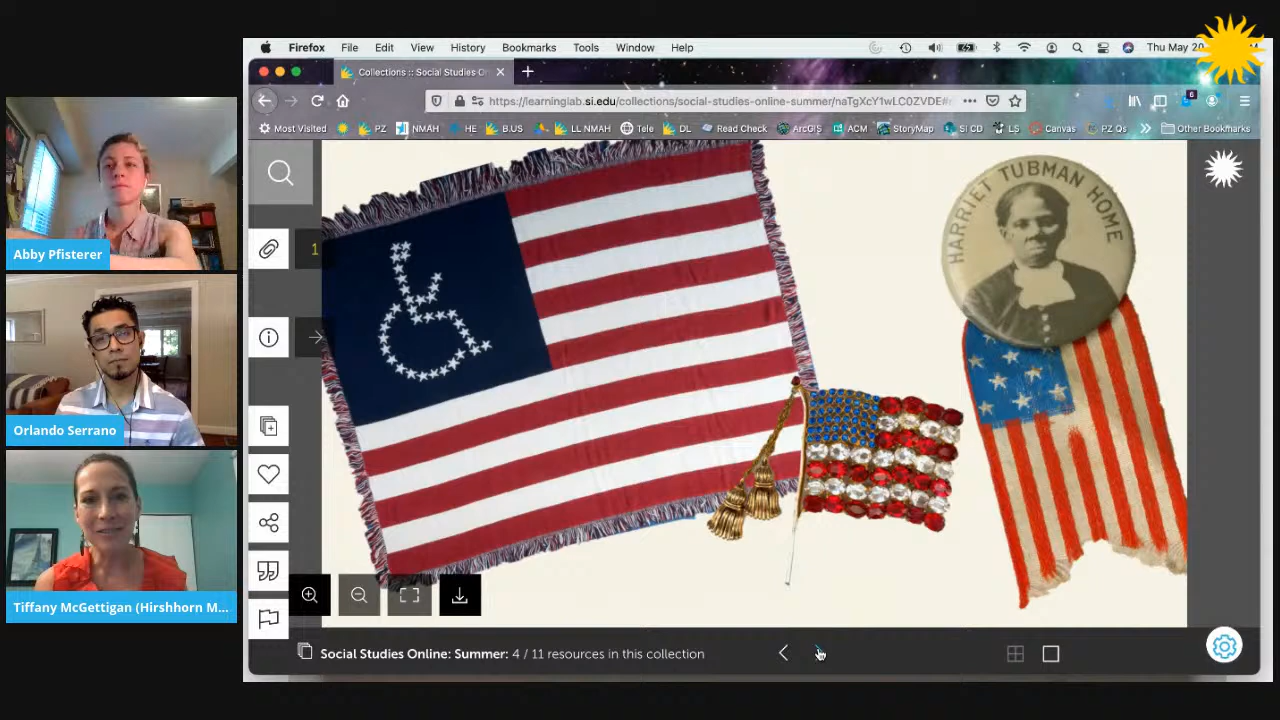 Firefox File Edit View History Bookmarks Tools Window Help
Thu May 20
Collections :: Social Studies On
https://learninglab.si.edu/collections/social-studies-online-summer/naTgXcY1wLC0ZVDE#r
6
Most Visited PZ NMAH HE B.US LL NMAH Tele DL Read Check ArcGIS ACM StoryMap SI CD LS Canvas PZ Qs Other Bookmarks
1
HARRIET TUBMAN HOME
Abby Pfisterer
Orlando Serrano
Tiffany McGettigan (Hirshhorn M...
Social Studies Online: Summer: 4 / 11 resources in this collection